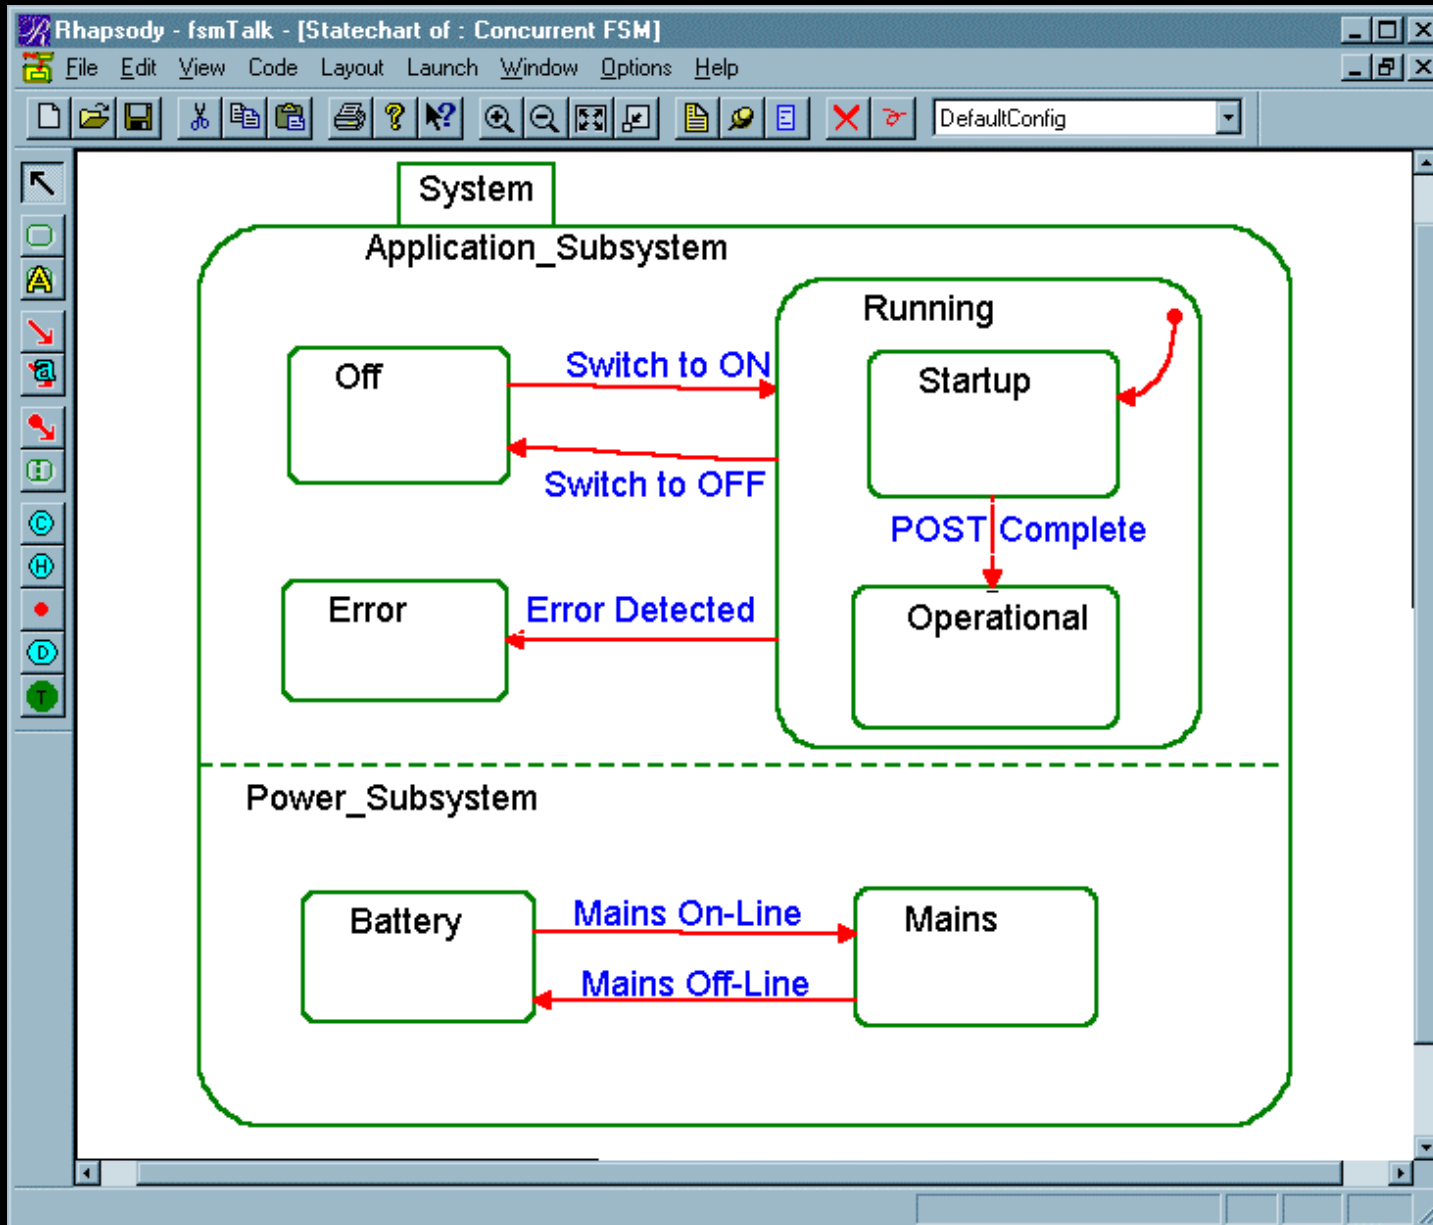 Rhapsody - fsmTalk - [Statechart of : Concurrent FSM]
File Edit View Code Layout Launch Window Options Help
DefaultConfig
System
Application_Subsystem
Running
Off
Switch to ON
Startup
Switch to OFF
POST Complete
Error
Error Detected
Operational
Power_Subsystem
Battery
Mains On-Line
Mains
Mains Off-Line